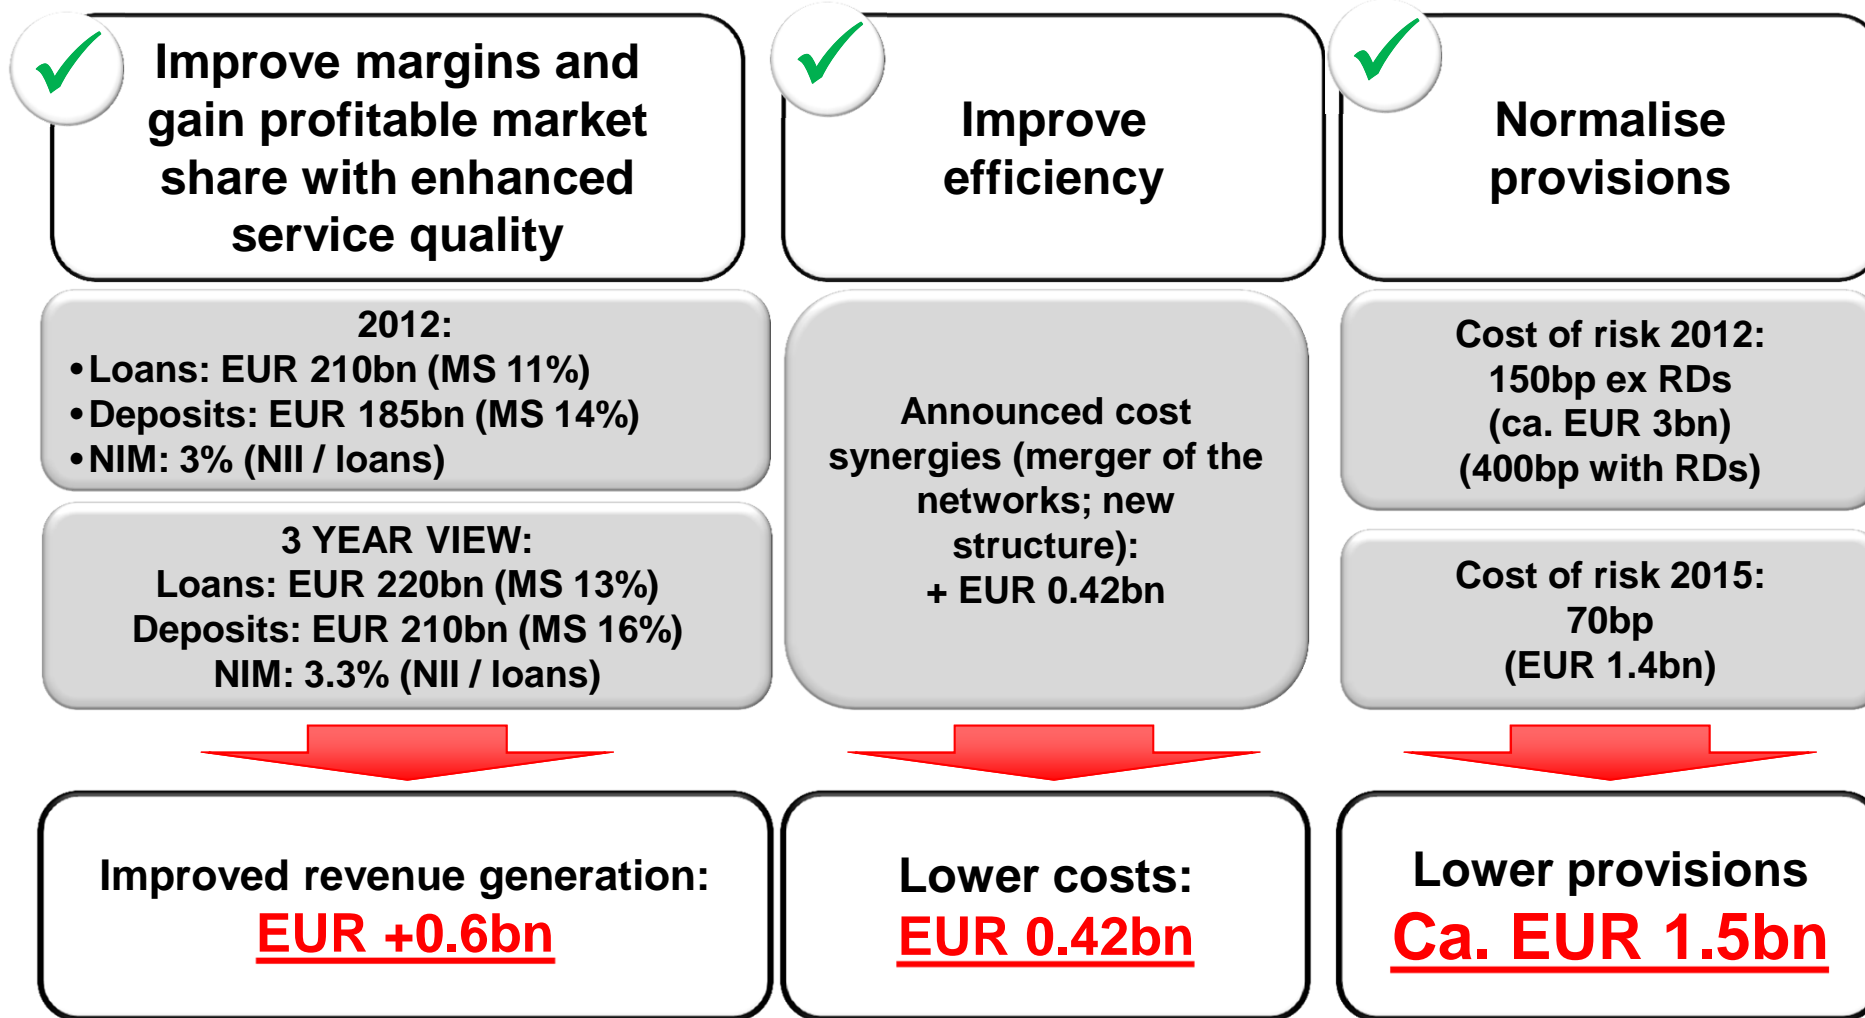 Improve margins and
gain profitable market
share with enhanced
service quality
2012:
•Loans: EUR 210bn (MS 11%)
•Deposits: EUR 185bn (MS 14%)
•NIM: 3% (NII / loans)
3 YEAR VIEW:
Loans: EUR 220bn (MS 13%)
Deposits: EUR 210bn (MS 16%)
NIM: 3.3% (NII / loans)
Improved revenue generation:
EUR +0.6bn
Improve
efficiency
Announced cost
synergies (merger of the
networks; new
structure):
+ EUR 0.42bn
Lower costs:
EUR 0.42bn
Normalise
provisions
Cost of risk 2012:
150bp ex RDs
(ca. EUR 3bn)
(400bp with RDs)
Cost of risk 2015:
70bp
(EUR 1.4bn)
Lower provisions
Ca. EUR 1.5bn